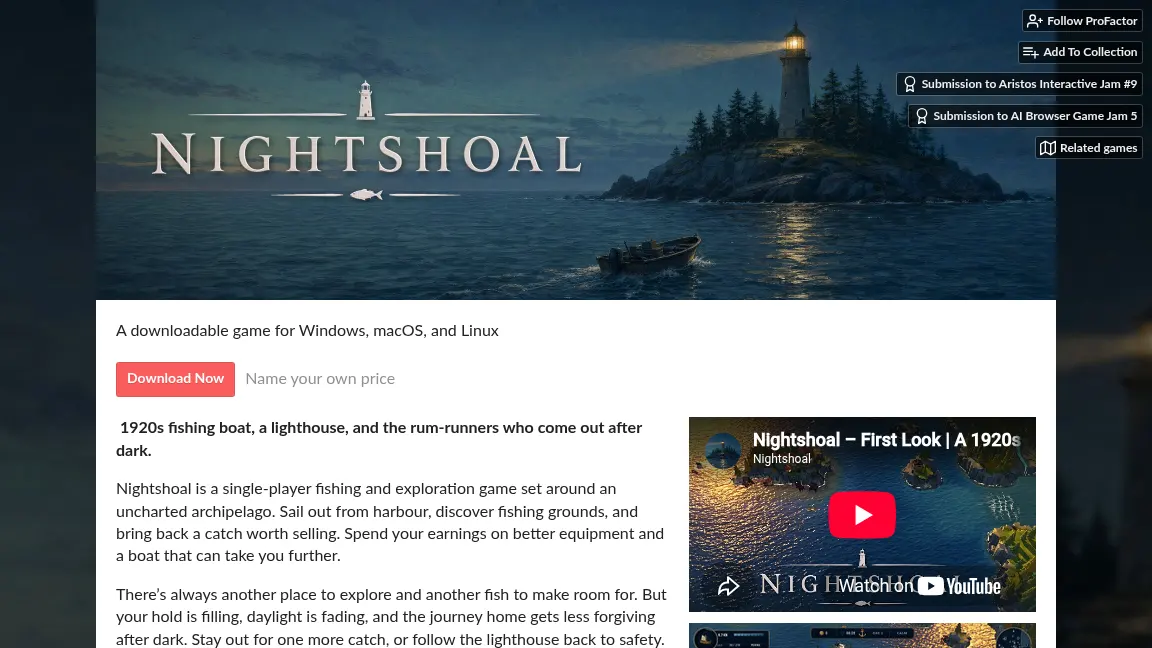 Follow ProFactor
Add To Collection
Submission to Aristos Interactive Jam #9
Submission to AI Browser Game Jam 5
Related games
NIGHTSHOAL
A downloadable game for Windows, macOS, and Linux
Download Now
Name your own price
1920s fishing boat, a lighthouse, and the rum-runners who come out after
dark.
Nightshoal is a single-player fishing and exploration game set around an
uncharted archipelago. Sail out from harbour, discover fishing grounds, and
bring back a catch worth selling. Spend your earnings on better equipment and
a boat that can take you further.
There’s always another place to explore and another fish to make room for. But
your hold is filling, daylight is fading, and the journey home gets less forgiving
after dark. Stay out for one more catch, or follow the lighthouse back to safety.
Nightshoal – First Look | A 1920s
Nightshoal
Watch on YouTube